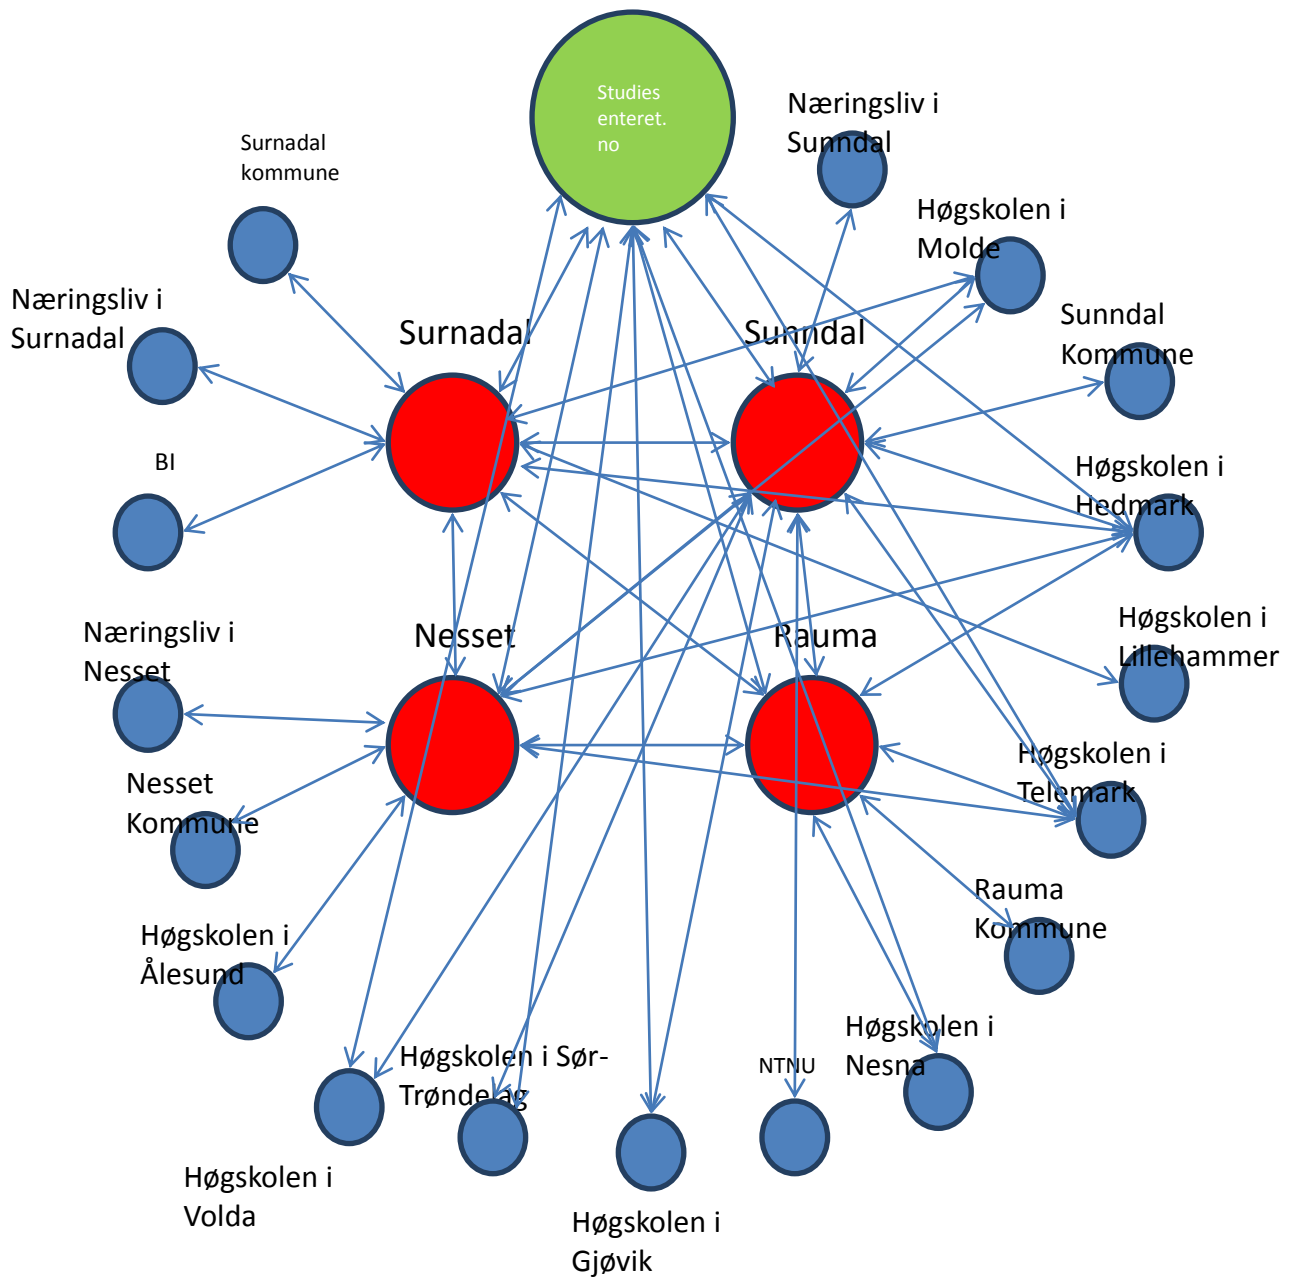 Studies
enteret.
no
Næringsliv i
Sunndal
Surnadal
kommune
Høgskolen i
Molde
Næringsliv i
Surnadal
Surnadal
Sunndal
Sunndal
Kommune
BI
Høgskolen i
Hedmark
Næringsliv i
Nesset
Nesset
Rauma
Høgskolen i
Lillehammer
Nesset
Kommune
Høgskolen i
Telemark
Rauma
Kommune
Høgskolen i
Ålesund
Høgskolen i Sør-
Trøndelag
NTNU
Høgskolen i
Nesna
Høgskolen i
Volda
Høgskolen i
Gjøvik